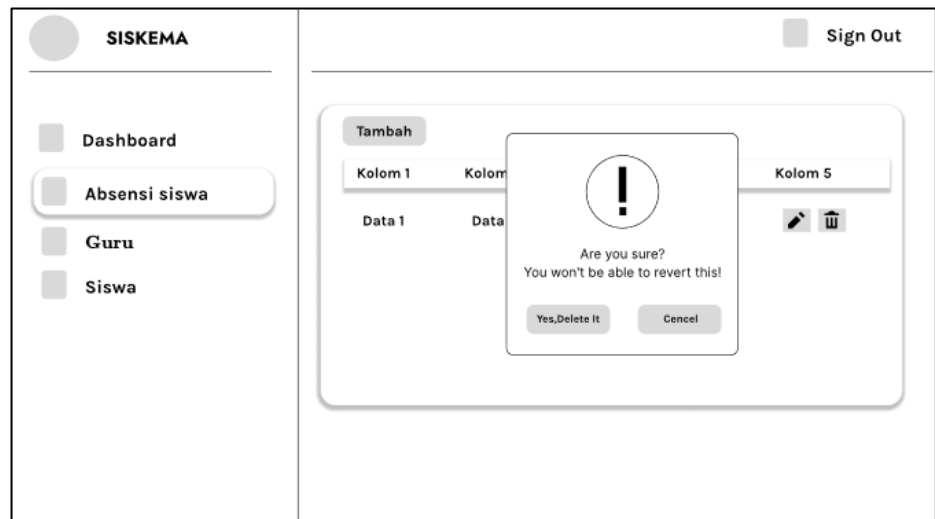 SISKEMA
Sign Out
Dashboard
Absensi siswa
Guru
Siswa
Tambah
Kolom 1 Kolom Kolom 5
Data 1 Data
!
Are you sure?
You won't be able to revert this!
Yes,Delete It Cencel